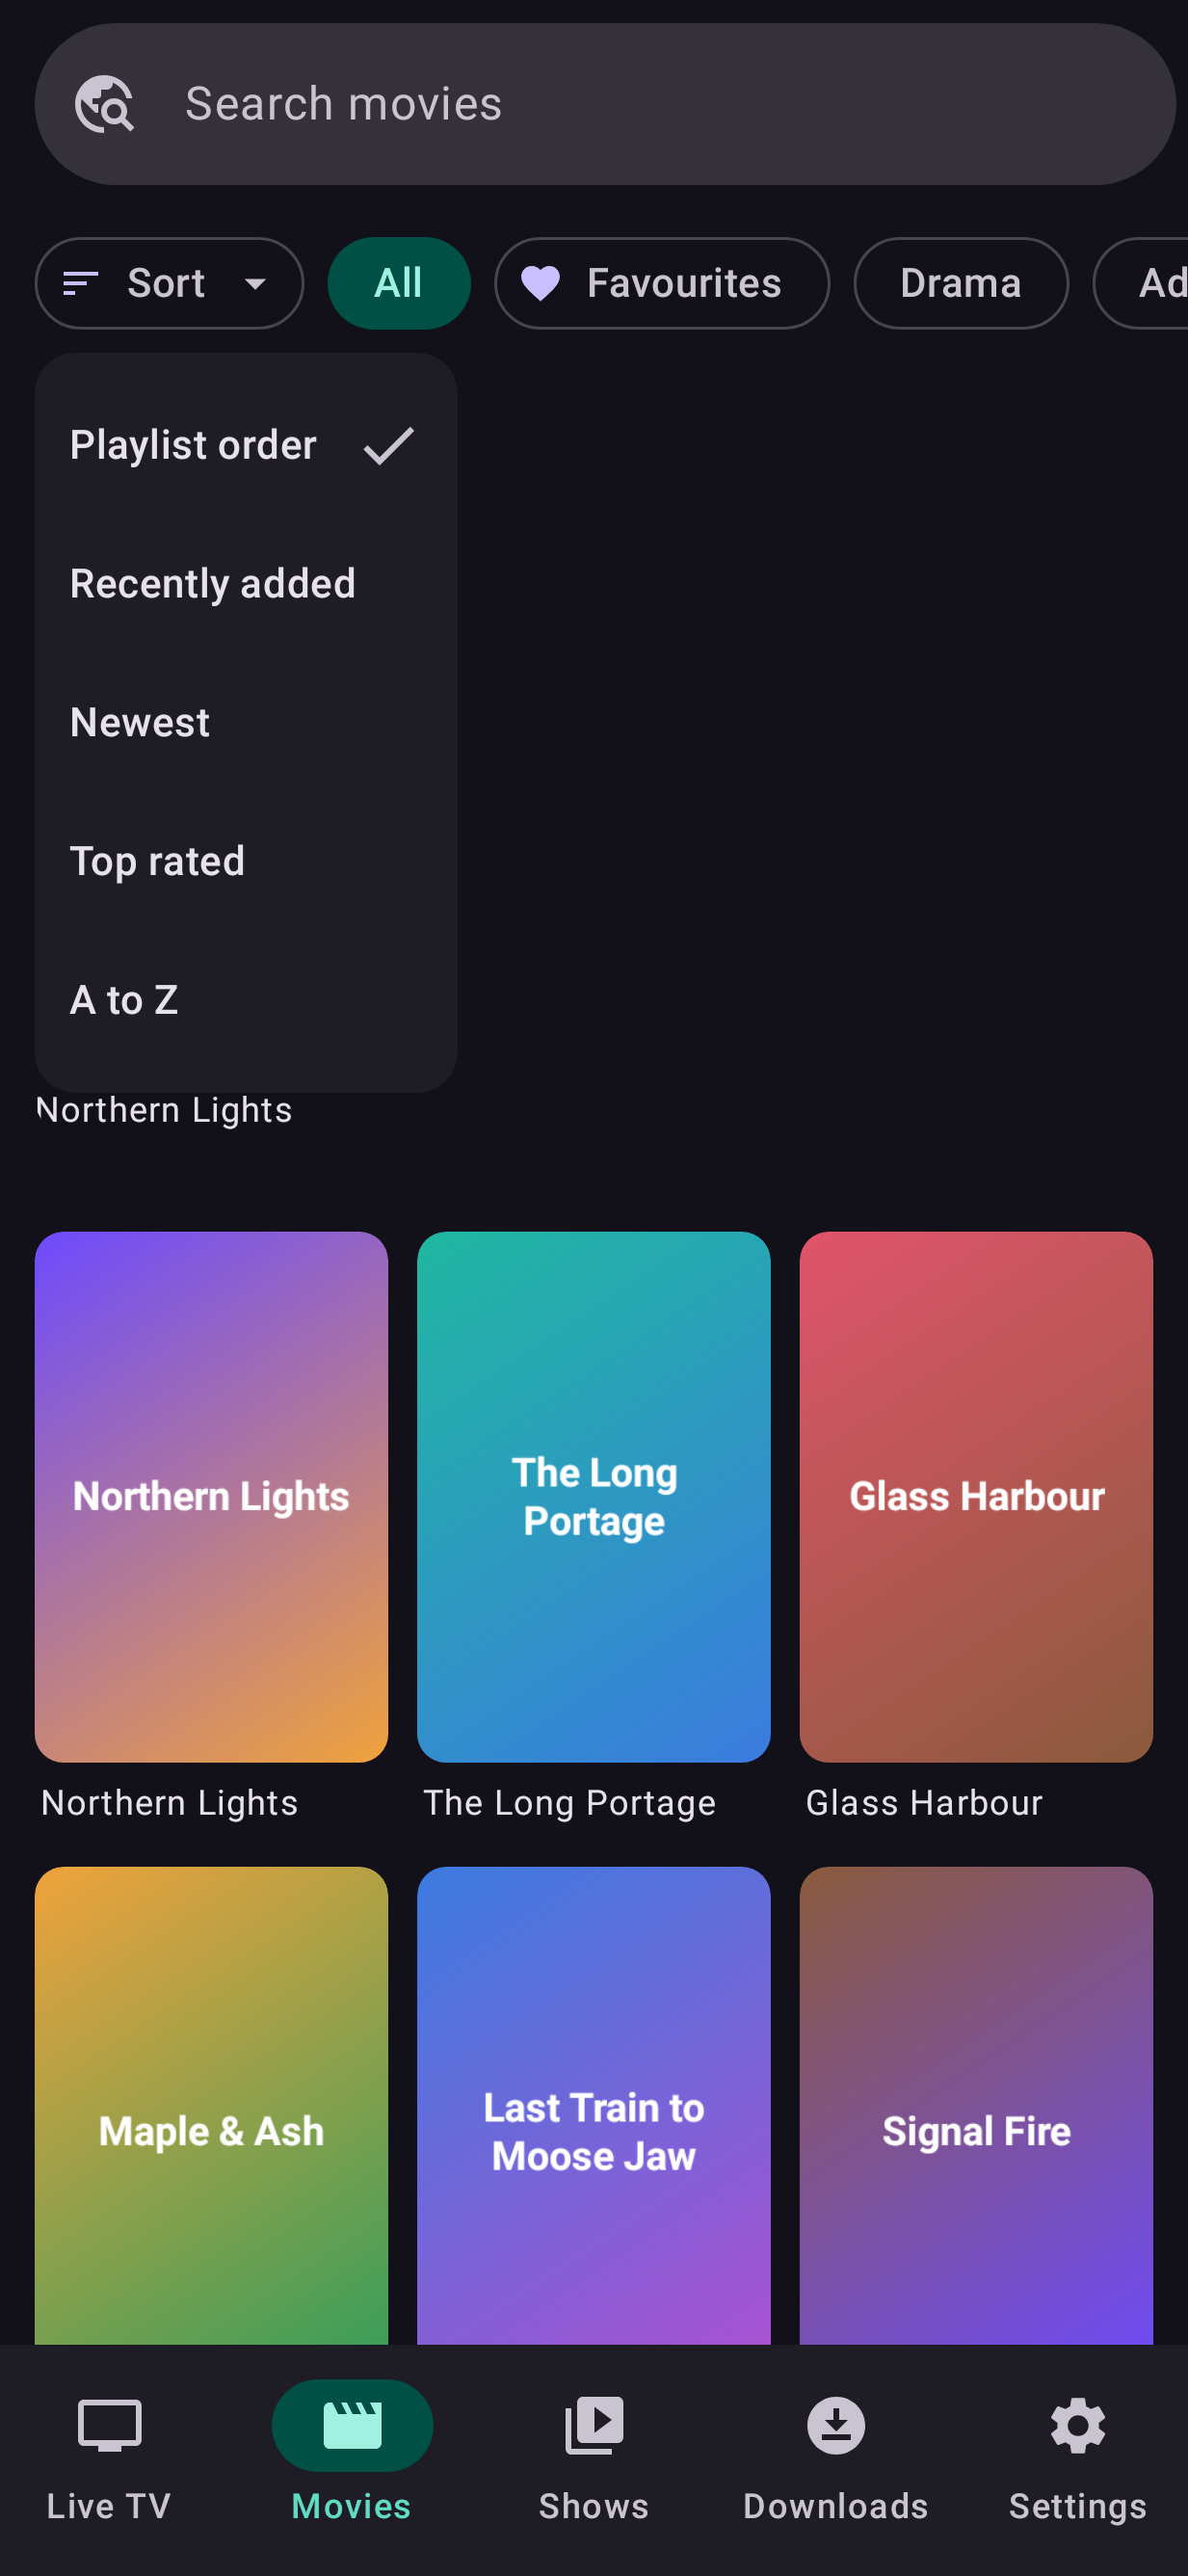 Search movies
Sort
All
Favourites
Drama
Ad
Playlist order
Recently added
Newest
Top rated
A to Z
Northern Lights
Northern Lights
The Long
Portage
Glass Harbour
Northern Lights
The Long Portage
Glass Harbour
Maple & Ash
Last Train to
Moose Jaw
Signal Fire
Live TV
Movies
Shows
Downloads
Settings